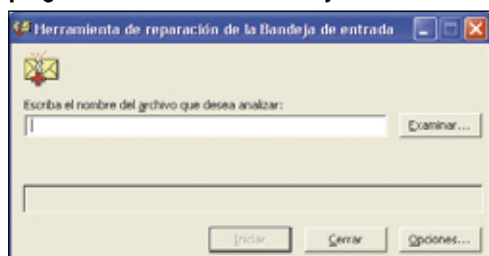 Herramienta de reparación de la Bandeja de entrada
Escriba el nombre del archivo que desea analizar:
Examinar...
Iniciar
Cerrar
Opciones...